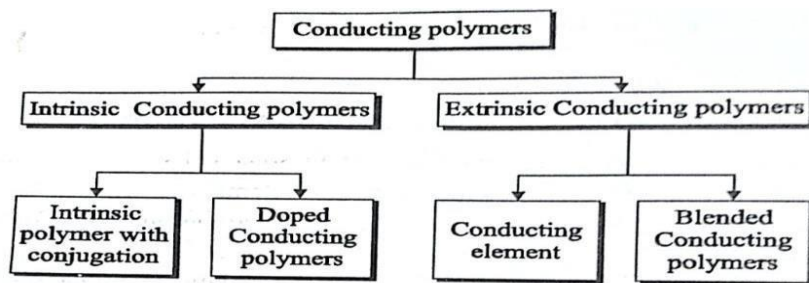 Conducting polymers
Intrinsic Conducting polymers
Extrinsic Conducting polymers
Intrinsic
polymer with
conjugation
Doped
Conducting
polymers
Conducting
element
Blended
Conducting
polymers